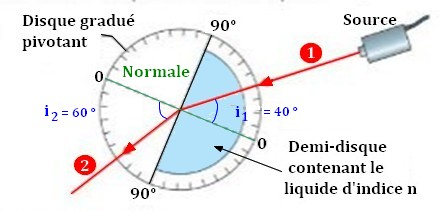 Disque gradué
pivotant
90°
Source
1
0
Normale
i2 = 60°
i1 = 40°
0
2
90°
Demi-disque
contenant le
liquide d'indice n